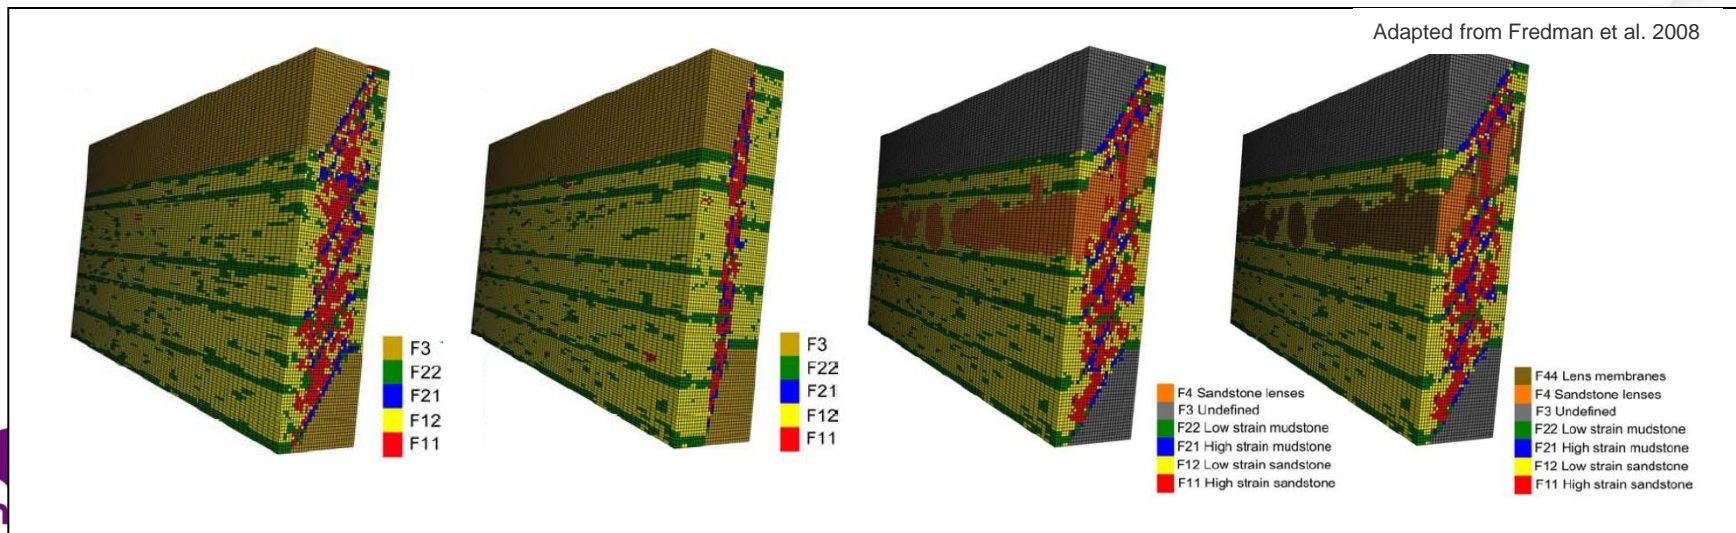 Adapted from Fredman et al. 2008
F3
F22
F21
F12
F11
F3
F22
F21
F12
F11
F4 Sandstone lenses
F3 Undefined
F22 Low strain mudstone
F21 High strain mudstone
F12 Low strain sandstone
F11 High strain sandstone
F44 Lens membranes
F4 Sandstone lenses
F3 Undefined
F22 Low strain mudstone
F21 High strain mudstone
F12 Low strain sandstone
F11 High strain sandstone